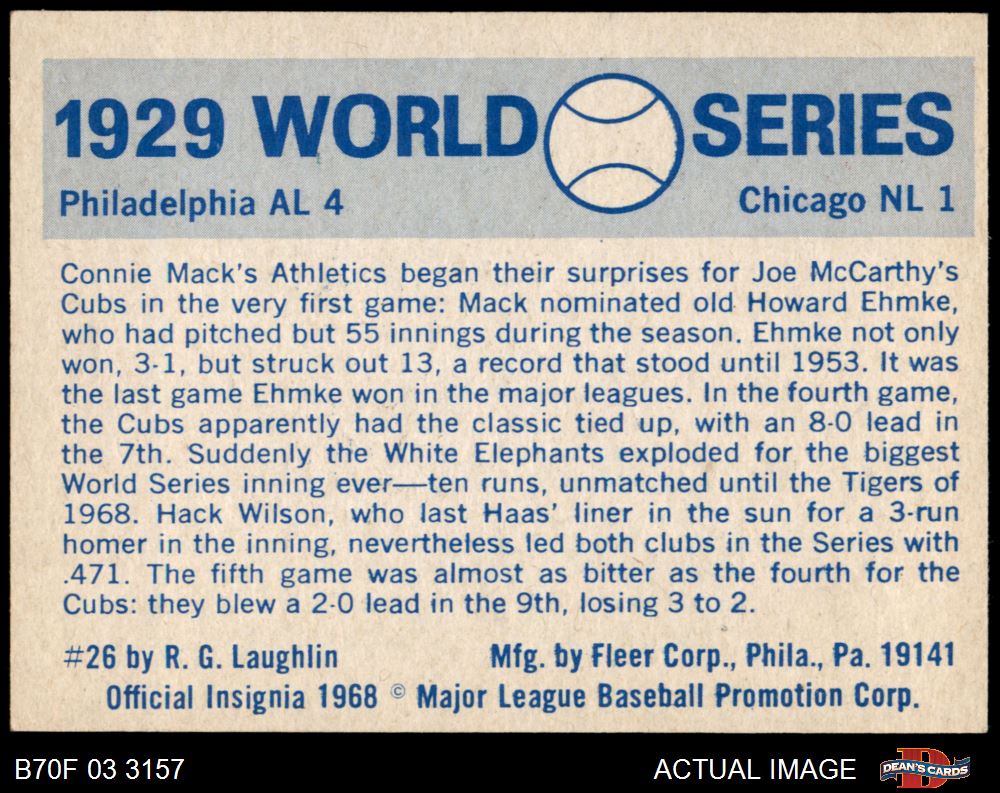 1929 WORLD SERIES
Philadelphia AL 4 Chicago NL 1
Connie Mack's Athletics began their surprises for Joe McCarthy's
Cubs in the very first game: Mack nominated old Howard Ehmke,
who had pitched but 55 innings during the season. Ehmke not only
won, 3-1, but struck out 13, a record that stood until 1953. It was
the last game Ehmke won in the major leagues. In the fourth game,
the Cubs apparently had the classic tied up, with an 8-0 lead in
the 7th. Suddenly the White Elephants exploded for the biggest
World Series inning ever—ten runs, unmatched until the Tigers of
1968. Hack Wilson, who last Haas' liner in the sun for a 3-run
homer in the inning, nevertheless led both clubs in the Series with
.471. The fifth game was almost as bitter as the fourth for the
Cubs: they blew a 2-0 lead in the 9th, losing 3 to 2.
#26 by R. G. Laughlin Mfg. by Fleer Corp., Phila., Pa. 19141
Official Insignia 1968 © Major League Baseball Promotion Corp.
B70F 03 3157 ACTUAL IMAGE DEAN'S CARDS